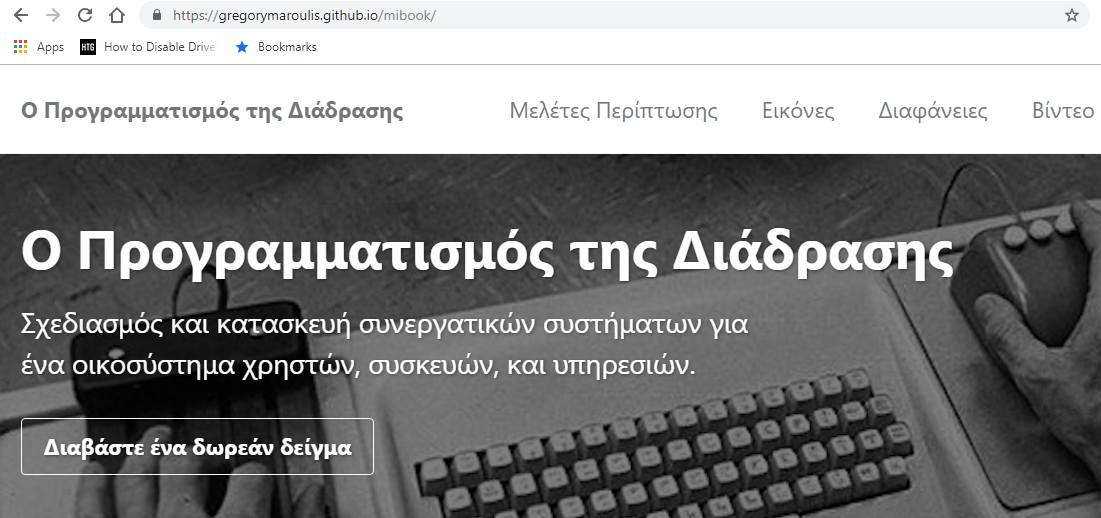 https://gregorymaroulis.github.io/mibook/
Apps HTG How to Disable Drive Bookmarks
Ο Προγραμματισμός της Διάδρασης Μελέτες Περίπτωσης Εικόνες Διαφάνειες Βίντεο
Ο Προγραμματισμός της Διάδρασης
Σχεδιασμός και κατασκευή συνεργατικών συστήματων για
ένα οικοσύστημα χρηστών, συσκευών, και υπηρεσιών.
Διαβάστε ένα δωρεάν δείγμα